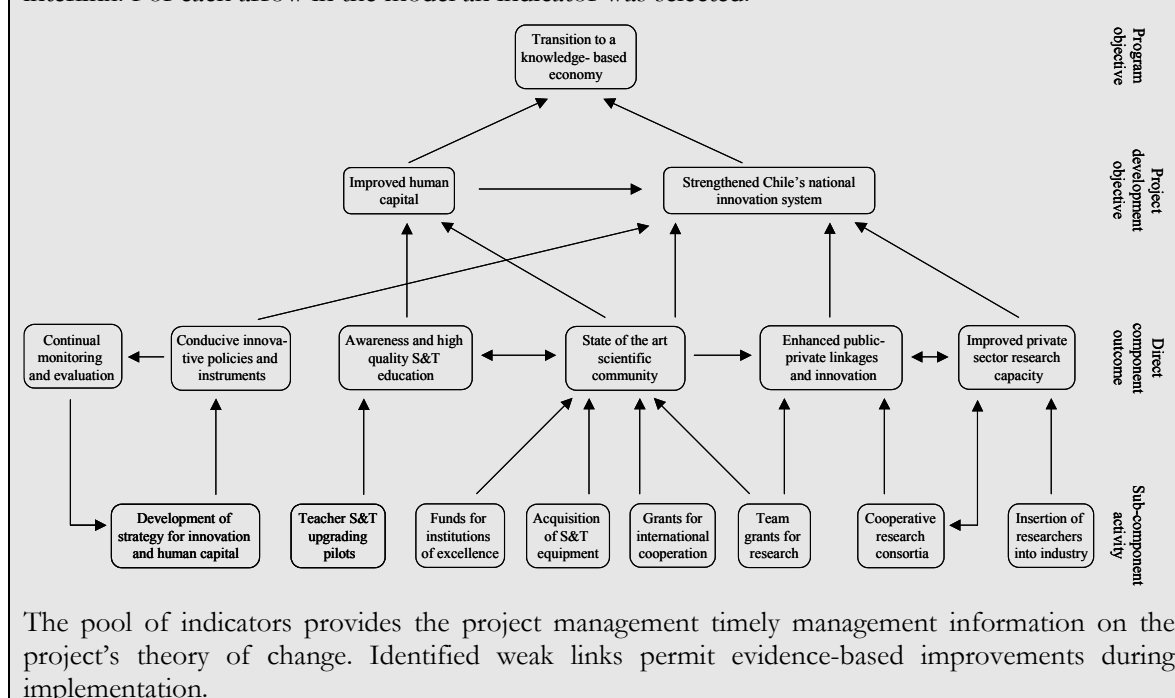 interlink. For each arrow in the model an indicator was selected.
Transition to a
knowledge- based
economy
Program
objective
Improved human
capital
Strengthened Chile's national
innovation system
Project
development
objective
Continual
monitoring
and evaluation
Conducive innova-
tive policies and
instruments
Awareness and high
quality S&T
education
State of the art
scientific
community
Enhanced public-
private linkages
and innovation
Improved private
sector research
capacity
Direct
component
outcome
Development of
strategy for innovation
and human capital
Teacher S&T
upgrading
pilots
Funds for
institutions
of excellence
Acquisition
of S&T
equipment
Grants for
international
cooperation
Team
grants for
research
Cooperative
research
consortia
Insertion of
researchers
into industry
Sub-component
activity
The pool of indicators provides the project management timely management information on the
project's theory of change. Identified weak links permit evidence-based improvements during
implementation.